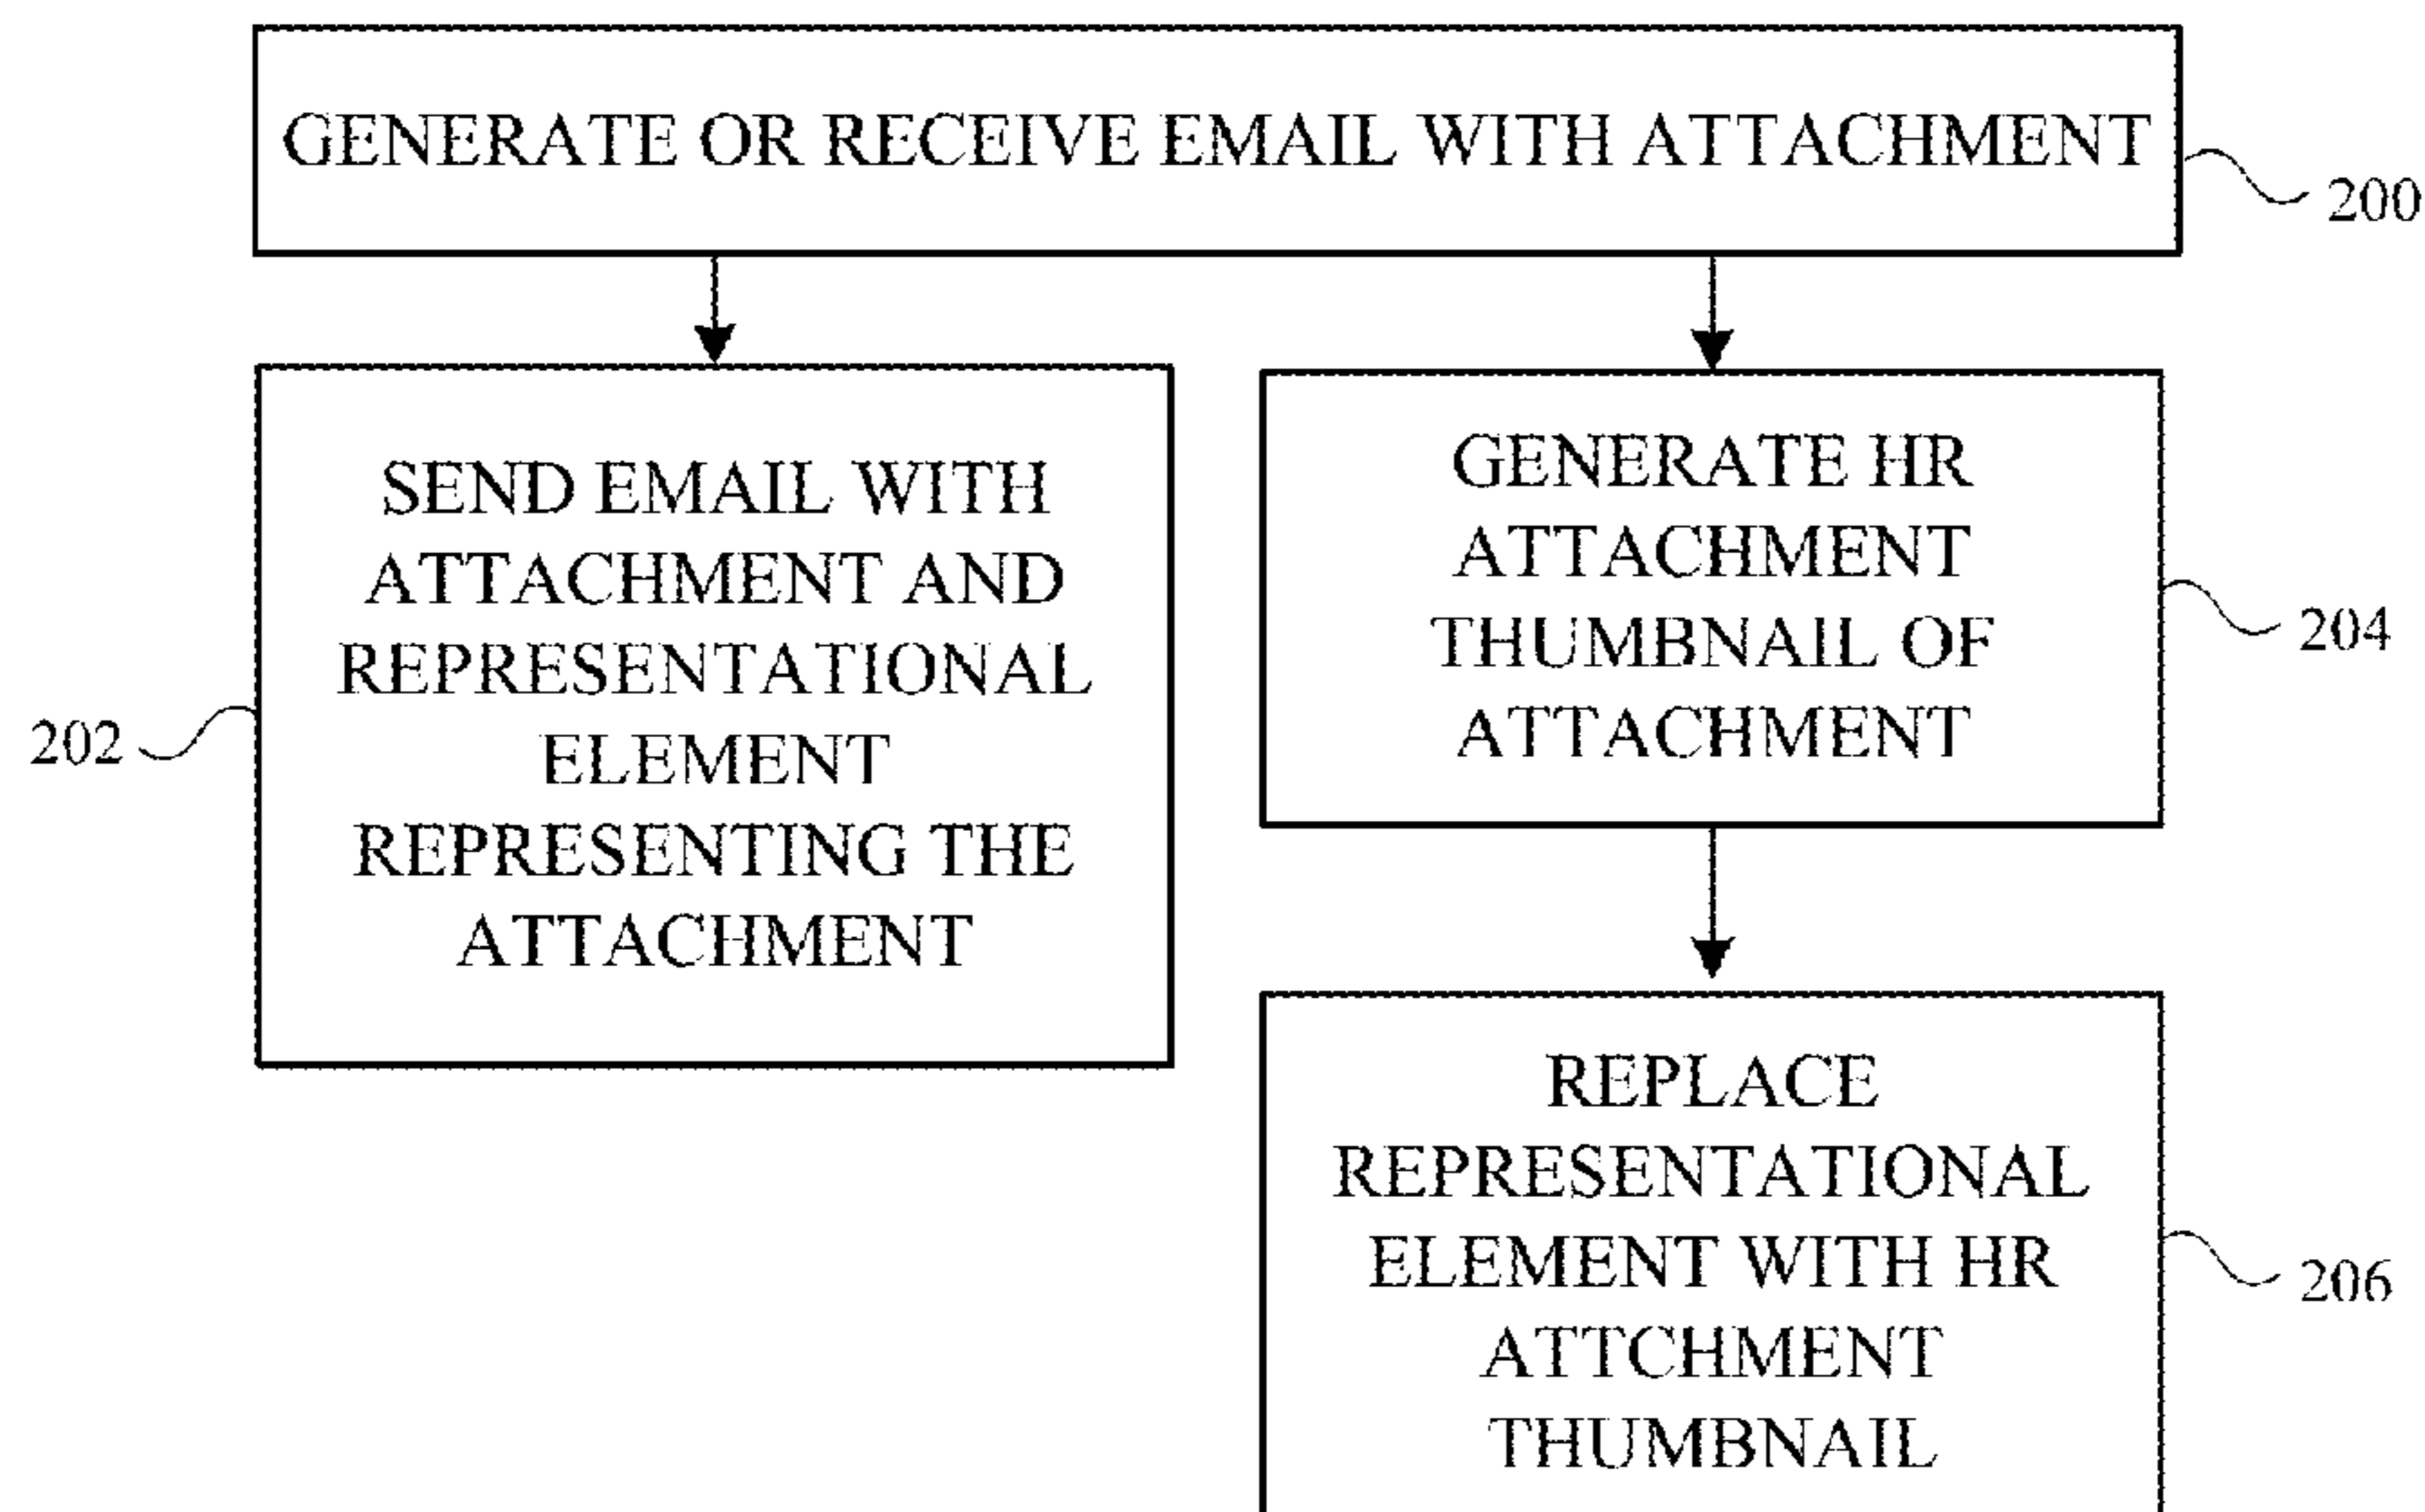 GENERATE OR RECEIVE EMAIL WITH ATTACHMENT
200
SEND EMAIL WITH
ATTACHMENT AND
REPRESENTATIONAL
ELEMENT
REPRESENTING THE
ATTACHMENT
202
GENERATE HR
ATTACHMENT
THUMBNAIL OF
ATTACHMENT
204
REPLACE
REPRESENTATIONAL
ELEMENT WITH HR
ATTCHMENT
THUMBNAIL
206